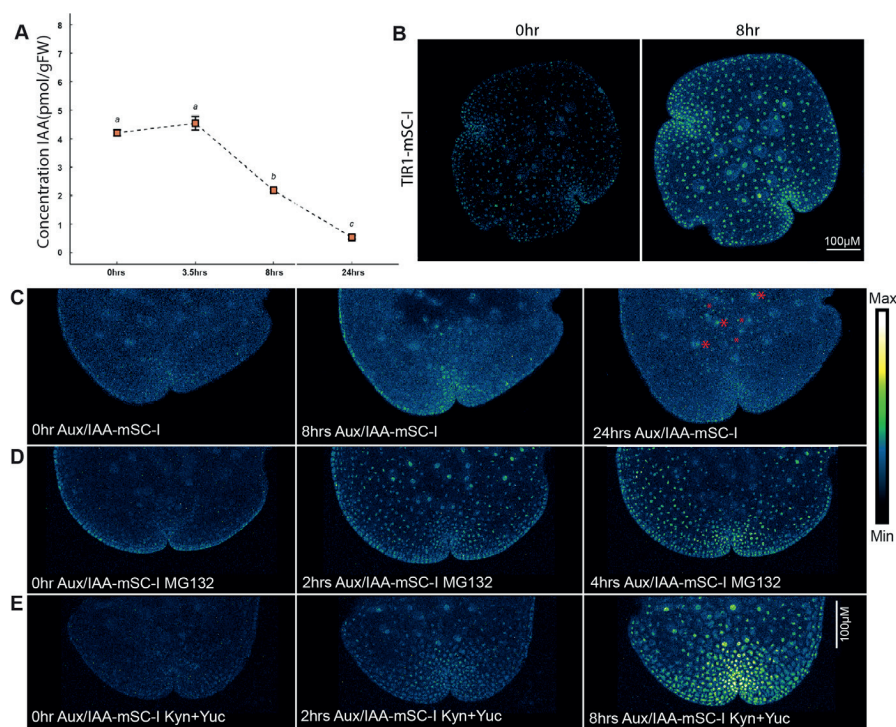 A
Concentration IAA(pmol/gFW)
8
7
6
5
4
3
2
1
0
a
a
b
c
0hrs 3.5hrs 8hrs 24hrs
B
0hr 8hr
TIR1-mSC-I
100µM
C
0hr Aux/IAA-mSC-I
8hrs Aux/IAA-mSC-I
24hrs Aux/IAA-mSC-I
Max
Min
D
0hr Aux/IAA-mSC-I MG132
2hrs Aux/IAA-mSC-I MG132
4hrs Aux/IAA-mSC-I MG132
E
0hr Aux/IAA-mSC-I Kyn+Yuc
2hrs Aux/IAA-mSC-I Kyn+Yuc
8hrs Aux/IAA-mSC-I Kyn+Yuc
100µM